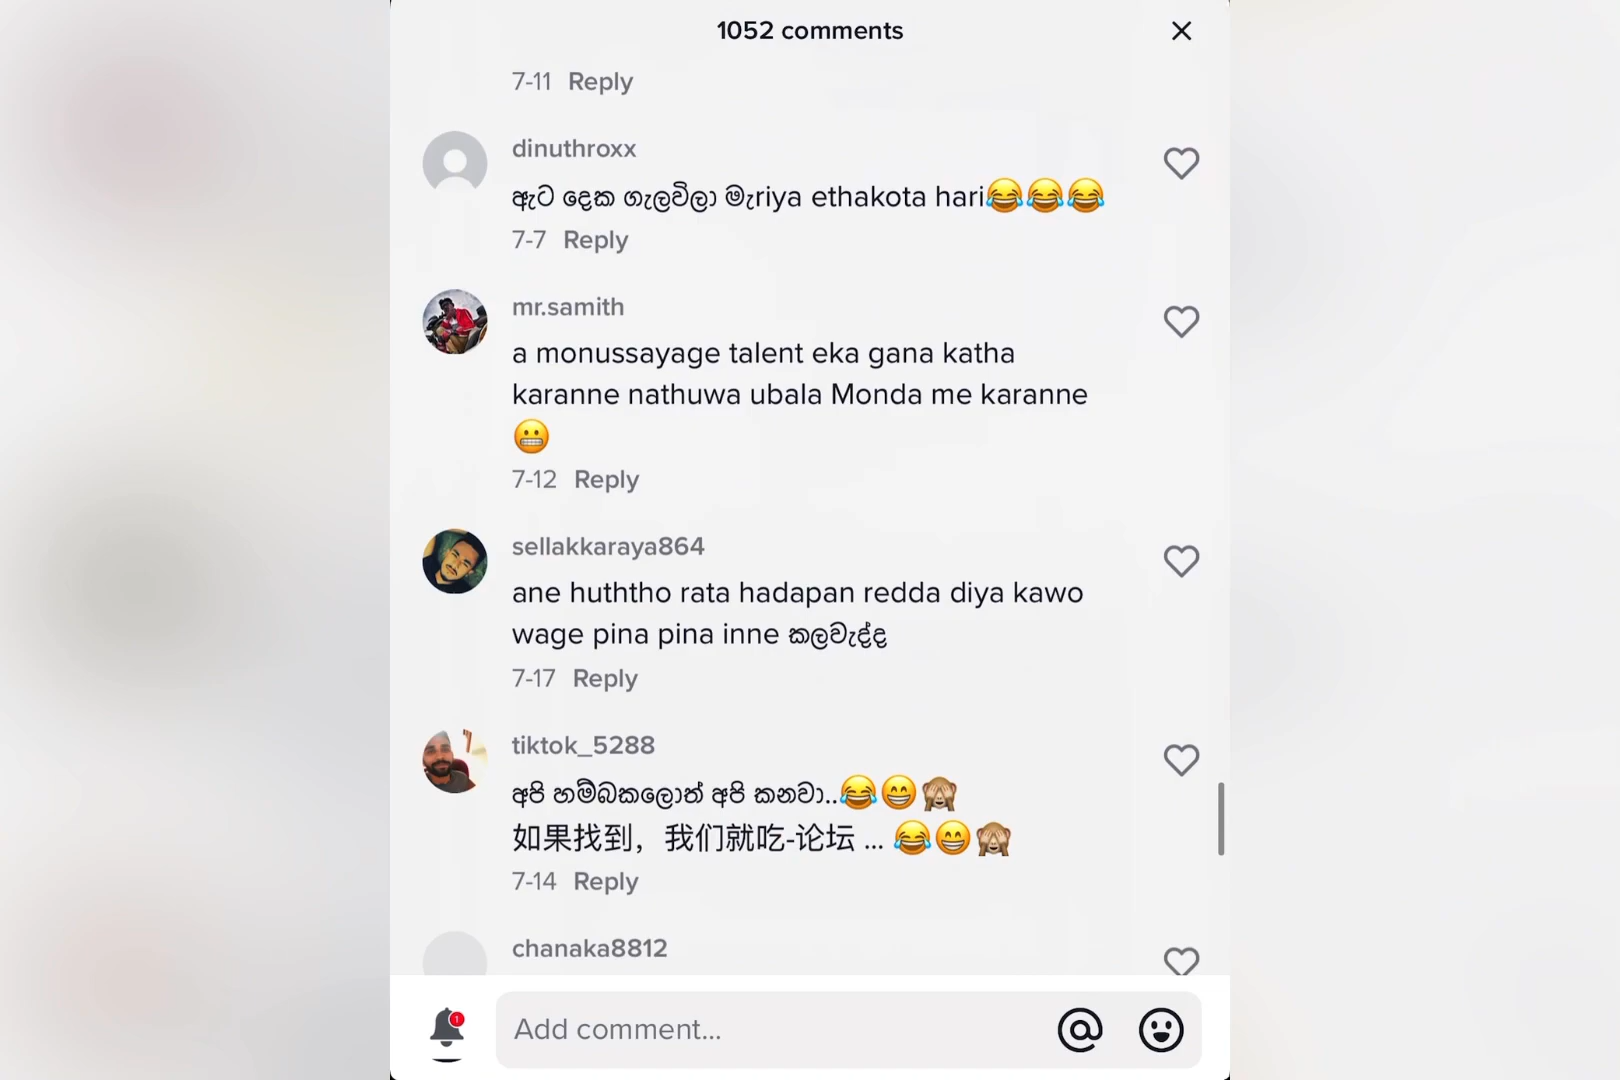 1052 comments
7-11 Reply
dinuthroxx
ඇට දෙක ගැලවිලා මැriya ethakota hari😂😂😂
7-7 Reply
mr.samith
a monussayage talent eka gana katha
karanne nathuwa ubala Monda me karanne
😬
7-12 Reply
sellakkaraya864
ane huththo rata hadapan redda diya kawo
wage pina pina inne කලවැද්ද
7-17 Reply
tiktok_5288
අපි හම්බකලොත් අපි කනවා..😂😁🙈
如果找到，我们就吃-论坛 ... 😂😁🙈
7-14 Reply
chanaka8812
1
Add comment...